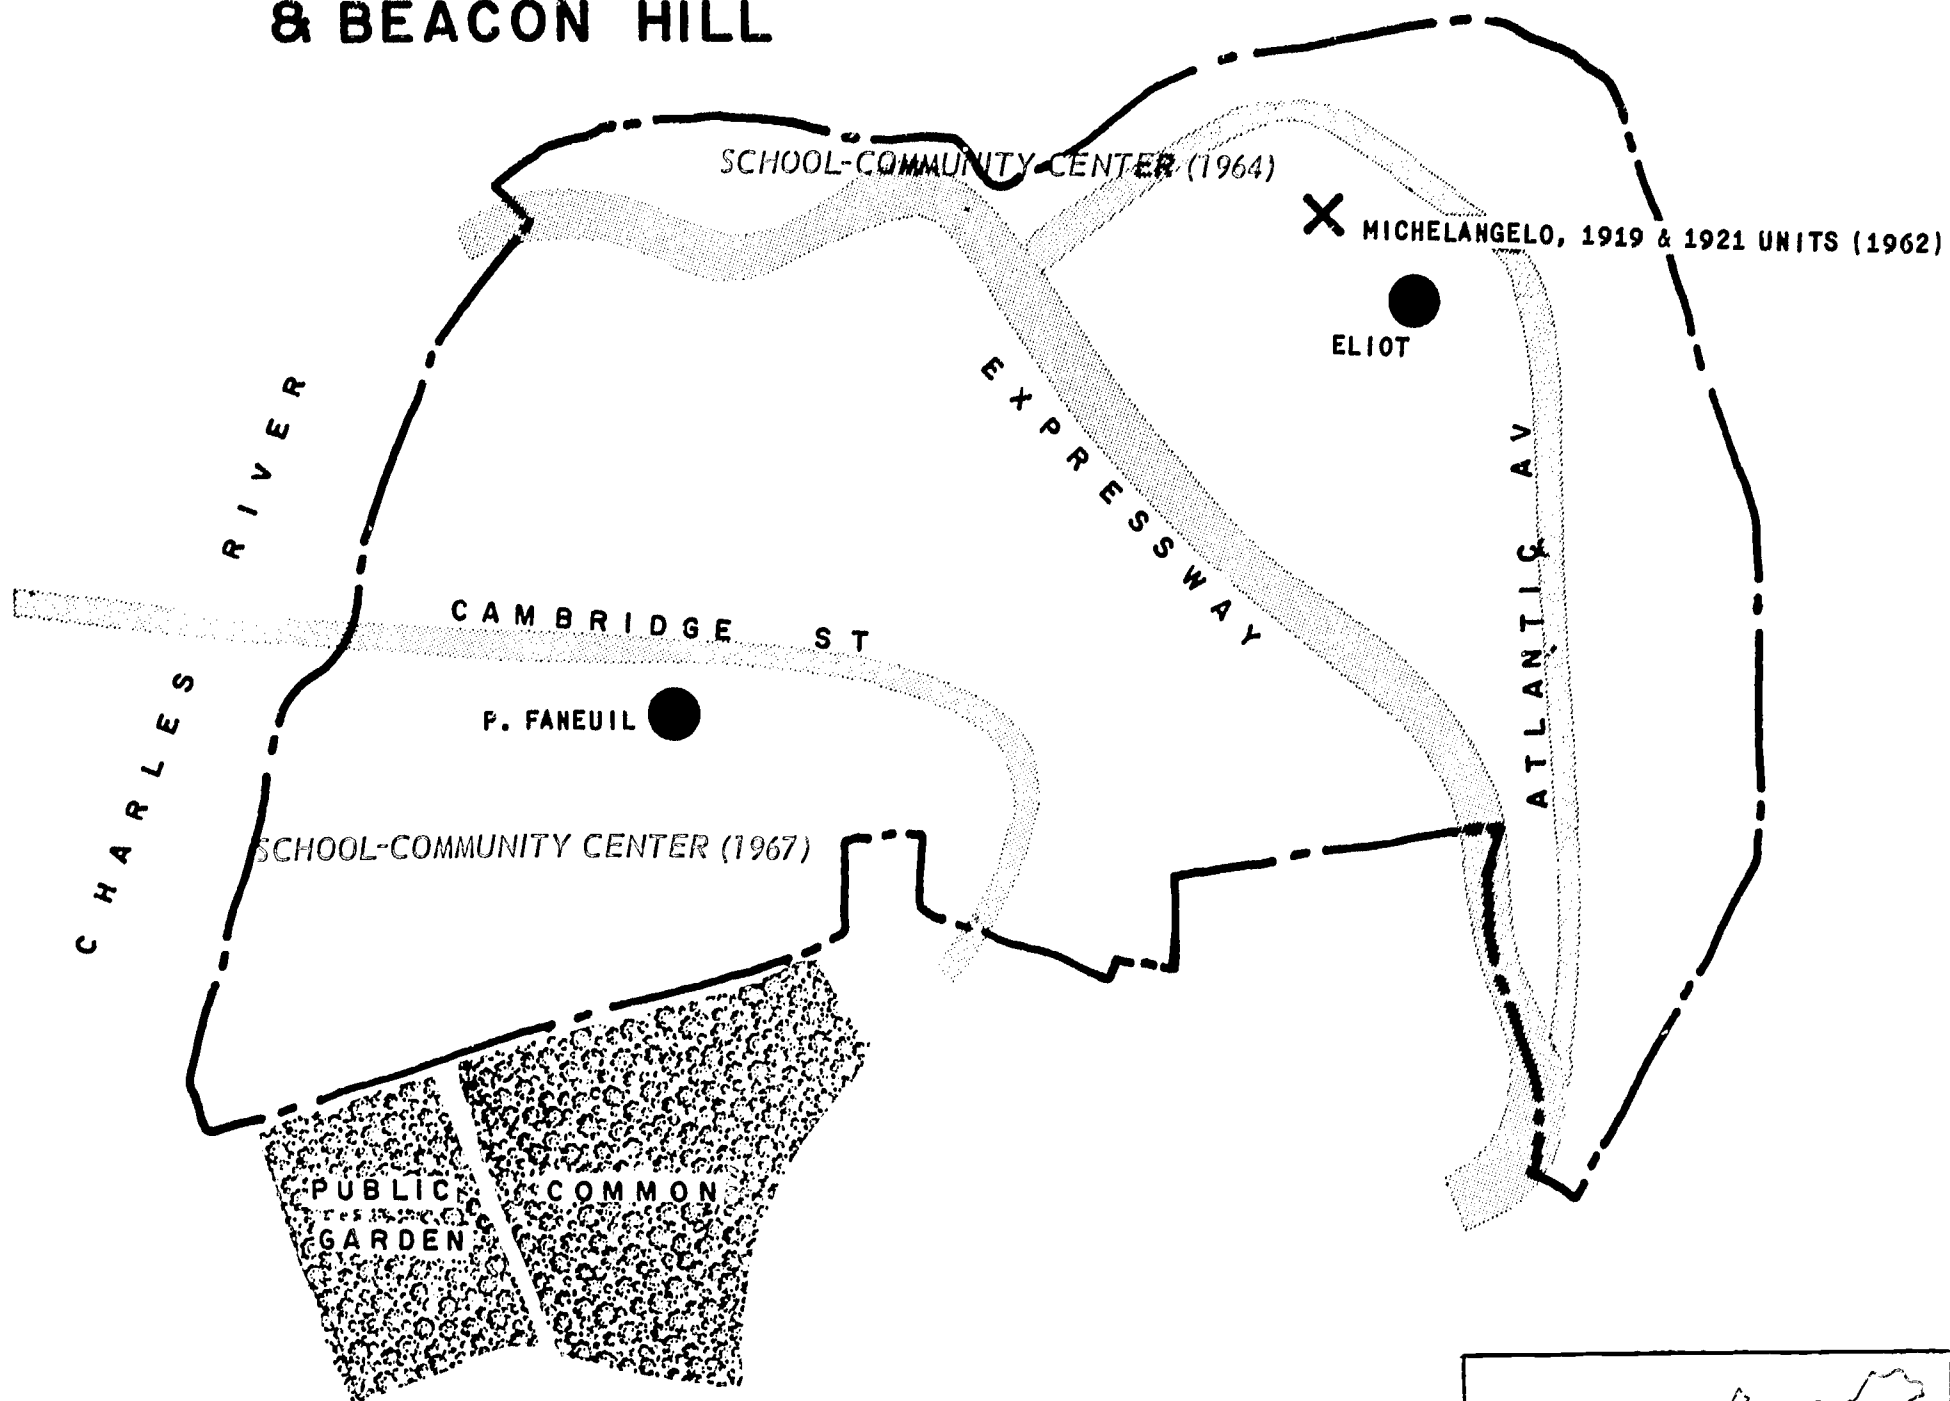 & BEACON HILL
SCHOOL-COMMUNITY CENTER (1964)
MICHELANGELO, 1919 & 1921 UNITS (1962)
ELIOT
EXPRESSWAY
ATLANTIC AV
CHARLES RIVER
CAMBRIDGE ST
P. FANEUIL
SCHOOL-COMMUNITY CENTER (1967)
PUBLIC
GARDEN
COMMON